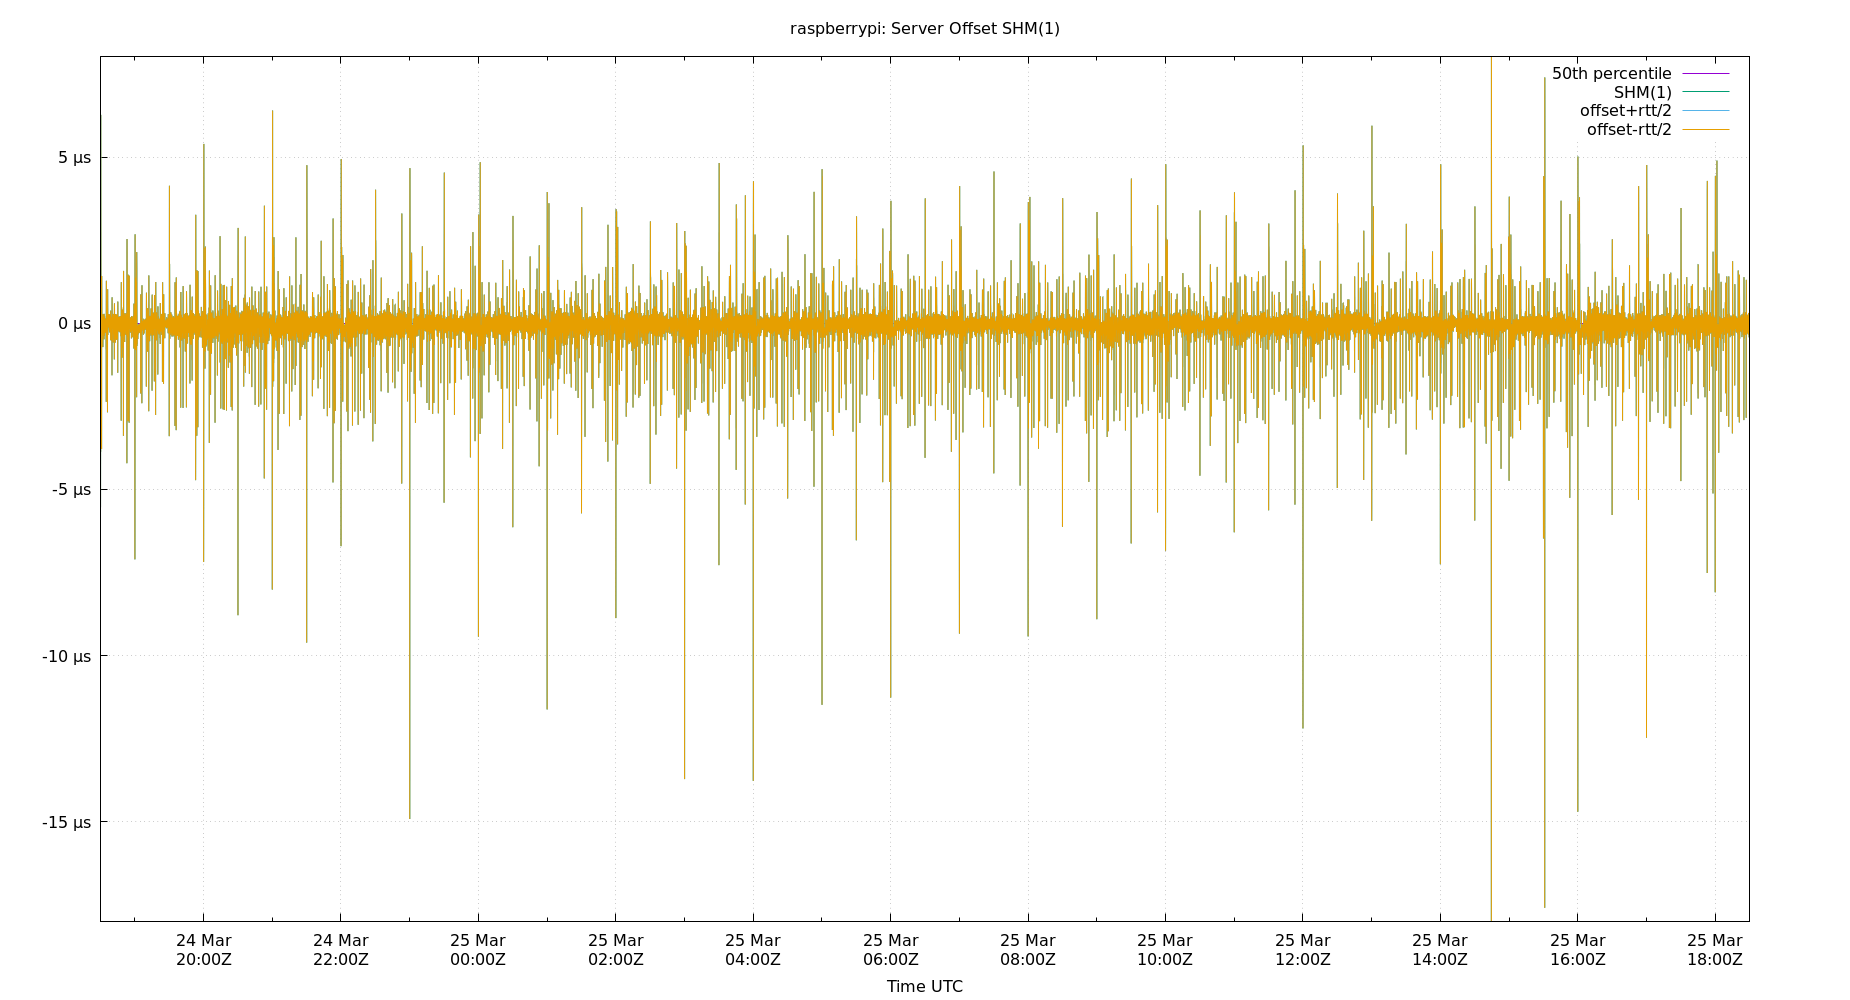 raspberrypi: Server Offset SHM(1)
50th percentile
SHM(1)
offset+rtt/2
offset-rtt/2
5 µs
0 µs
-5 µs
-10 µs
-15 µs
24 Mar 24 Mar 25 Mar 25 Mar 25 Mar 25 Mar 25 Mar 25 Mar 25 Mar 25 Mar 25 Mar 25 Mar
20:00Z 22:00Z 00:00Z 02:00Z 04:00Z 06:00Z 08:00Z 10:00Z 12:00Z 14:00Z 16:00Z 18:00Z
Time UTC